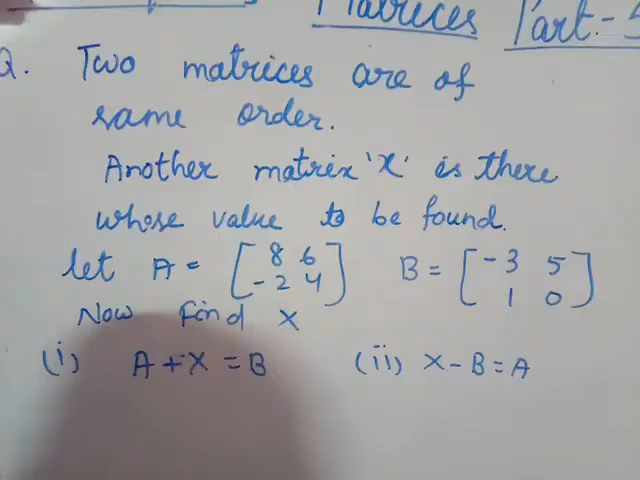 Matrices Part-5
Q. Two matrices are of
same order.
Another matrix 'X' is there
whose value to be found.
let A = [8 6
-2 4] B = [-3 5
1 0]
Now find X
(i) A + X = B (ii) X - B = A